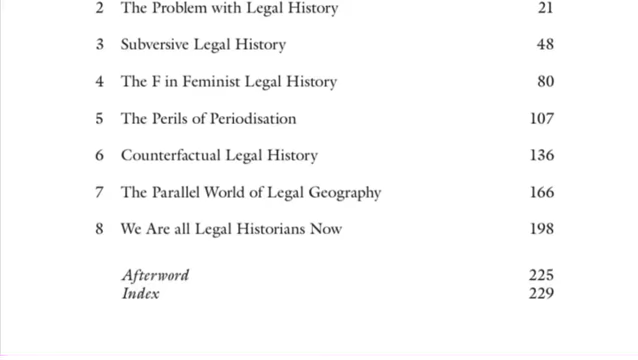 2 The Problem with Legal History 21
3 Subversive Legal History 48
4 The F in Feminist Legal History 80
5 The Perils of Periodisation 107
6 Counterfactual Legal History 136
7 The Parallel World of Legal Geography 166
8 We Are all Legal Historians Now 198
Afterword 225
Index 229